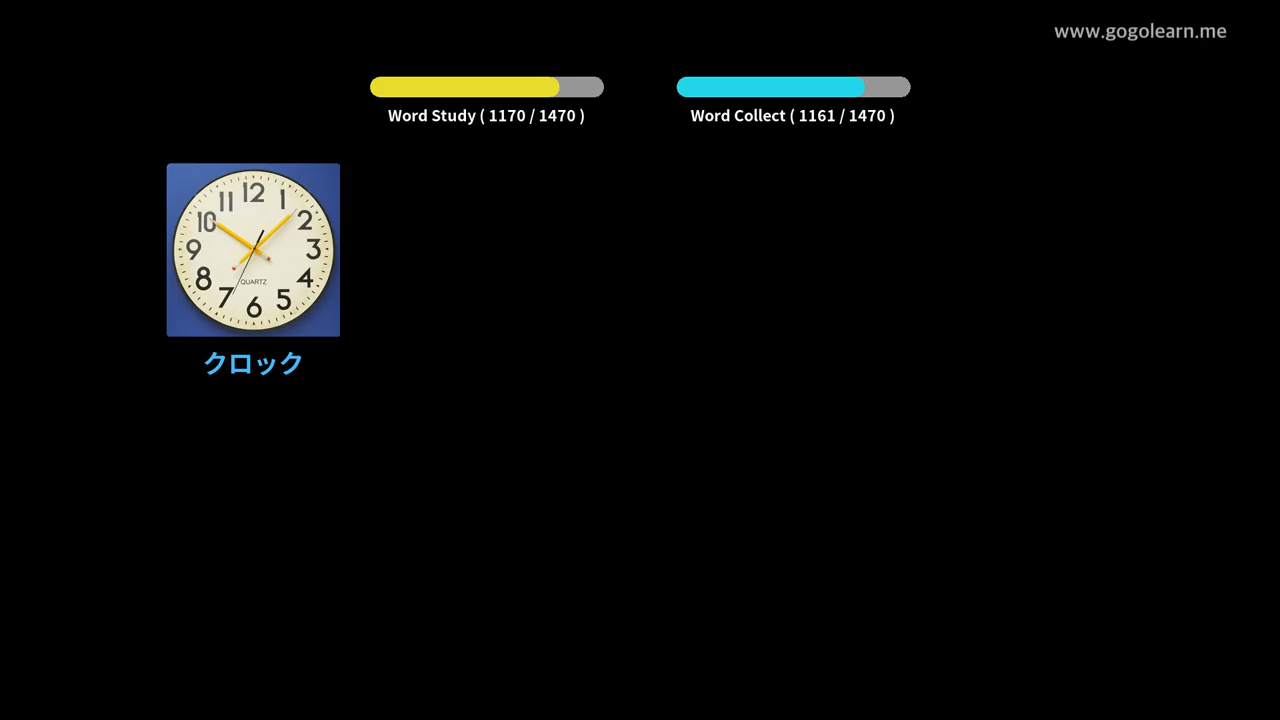 www.gogolearn.me
Word Study ( 1170 / 1470 )
Word Collect ( 1161 / 1470 )
12
11
1
10
2
9
3
8
4
7
5
6
QUARTZ
クロック